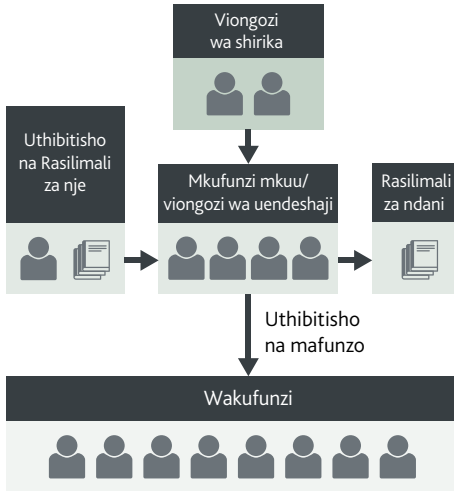 Viongozi
wa shirika
Uthibitisho
na Rasilimali
za nje
Mkufunzi mkuu/
viongozi wa uendeshaji
Rasilimali
za ndani
Uthibitisho
na mafunzo
Wakufunzi